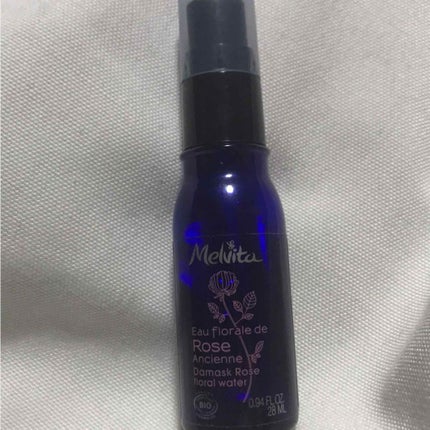 Melvita
Eau florale de
Rose
Ancienne
Damask Rose
floral water
BIO
0.94 FL.OZ.
28 ML